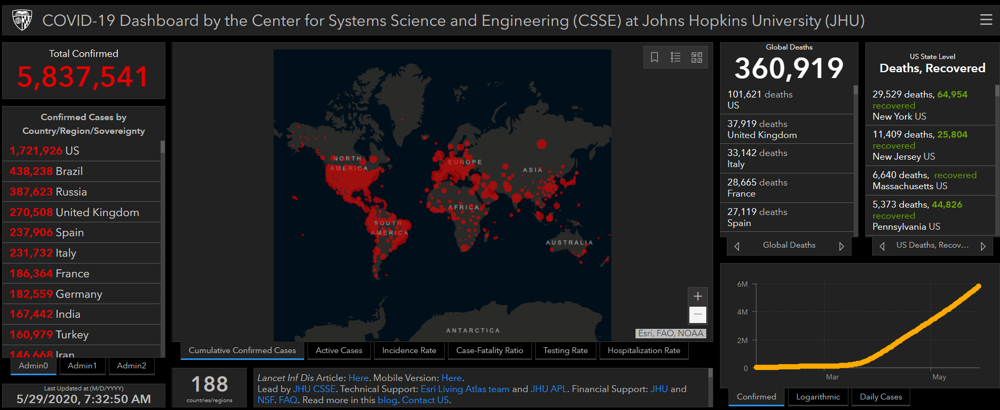 COVID-19 Dashboard by the Center for Systems Science and Engineering (CSSE) at Johns Hopkins University (JHU)
Total Confirmed
5,837,541
Confirmed Cases by
Country/Region/Sovereignty
1,721,926 US
438,238 Brazil
387,623 Russia
270,508 United Kingdom
237,906 Spain
231,732 Italy
186,364 France
182,559 Germany
167,442 India
160,979 Turkey
146,668 Iran
Admin0
Admin1
Admin2
Last Updated at (M/D/YYYY)
5/29/2020, 7:32:50 AM
NORTH
AMERICA
EUROPE
ASIA
AFRICA
SOUTH
AMERICA
AUSTRALIA
ANTARCTICA
Esri, FAO, NOAA
Cumulative Confirmed Cases
Active Cases
Incidence Rate
Case-Fatality Ratio
Testing Rate
Hospitalization Rate
188
countries/regions
Lancet Inf Dis Article: Here. Mobile Version: Here.
Lead by JHU CSSE. Technical Support: Esri Living Atlas team and JHU APL. Financial Support: JHU and
NSF. FAQ. Read more in this blog. Contact US.
Global Deaths
360,919
101,621 deaths
US
37,919 deaths
United Kingdom
33,142 deaths
Italy
28,665 deaths
France
27,119 deaths
Spain
Global Deaths
US State Level
Deaths, Recovered
29,529 deaths, 64,954
recovered
New York US
11,409 deaths, 25,804
recovered
New Jersey US
6,640 deaths, recovered
Massachusetts US
5,373 deaths, 44,826
recovered
Pennsylvania US
US Deaths, Recov...
6M
4M
2M
0
Mar
May
Confirmed
Logarithmic
Daily Cases